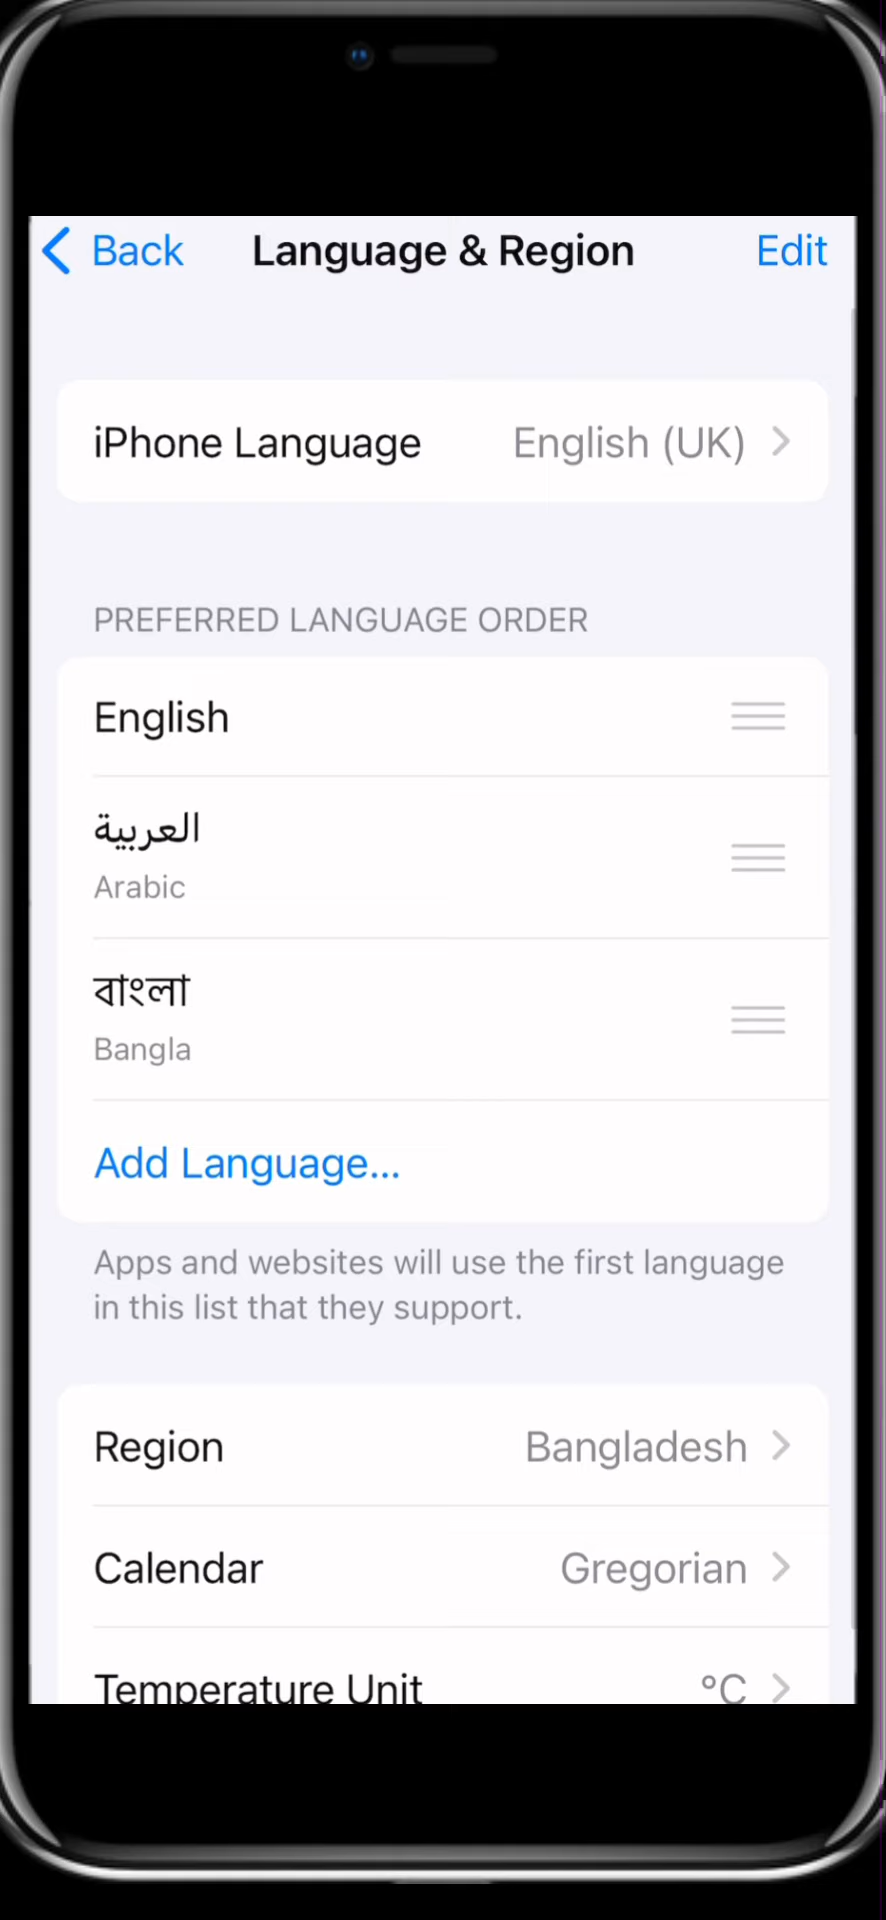 Back Language & Region Edit
iPhone Language English (UK)
PREFERRED LANGUAGE ORDER
English
العربية
Arabic
বাংলা
Bangla
Add Language...
Apps and websites will use the first language
in this list that they support.
Region Bangladesh
Calendar Gregorian
Temperature Unit °C